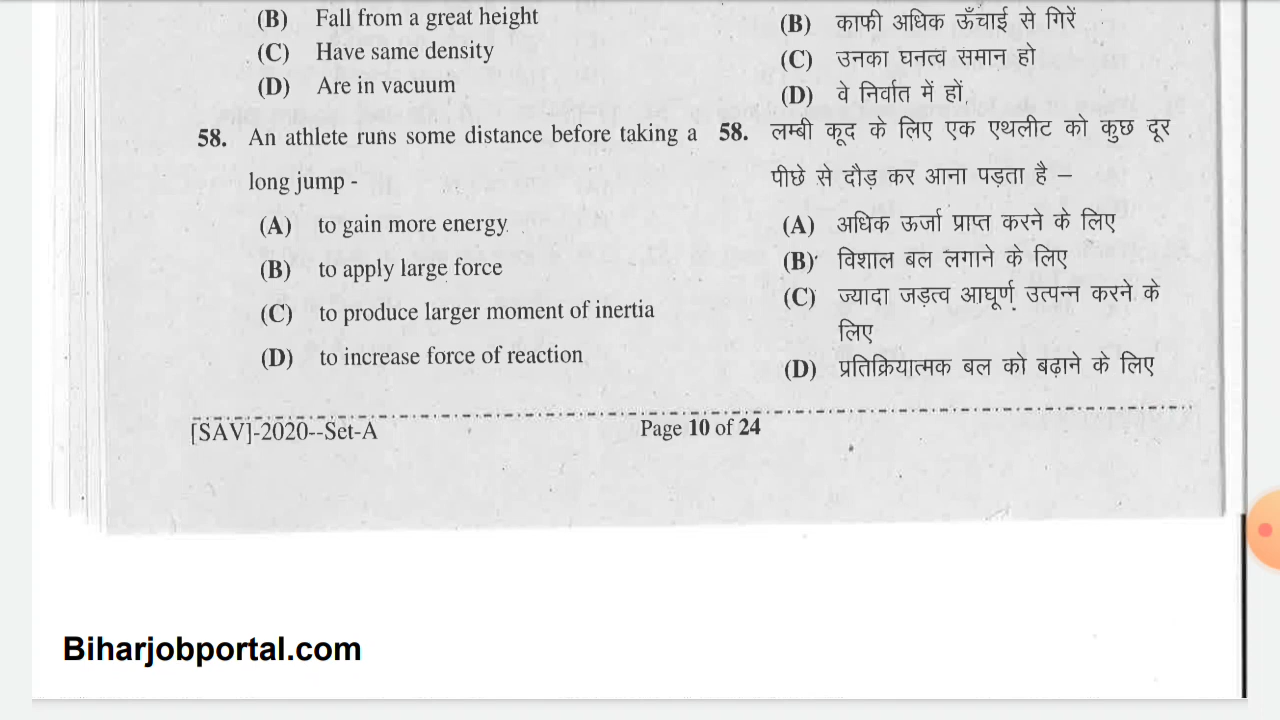 (B) Fall from a great height
(C) Have same density
(D) Are in vacuum
58. An athlete runs some distance before taking a
long jump -
(A) to gain more energy
(B) to apply large force
(C) to produce larger moment of inertia
(D) to increase force of reaction
(B) काफी अधिक ऊँचाई से गिरें
(C) उनका घनत्व समान हो
(D) वे निर्वात में हों
58. लम्बी कूद के लिए एक एथलीट को कुछ दूर
पीछे से दौड़ कर आना पड़ता है –
(A) अधिक ऊर्जा प्राप्त करने के लिए
(B) विशाल बल लगाने के लिए
(C) ज्यादा जड़त्व आघूर्ण उत्पन्न करने के
लिए
(D) प्रतिक्रियात्मक बल को बढ़ाने के लिए
[SAV]-2020--Set-A Page 10 of 24
Biharjobportal.com